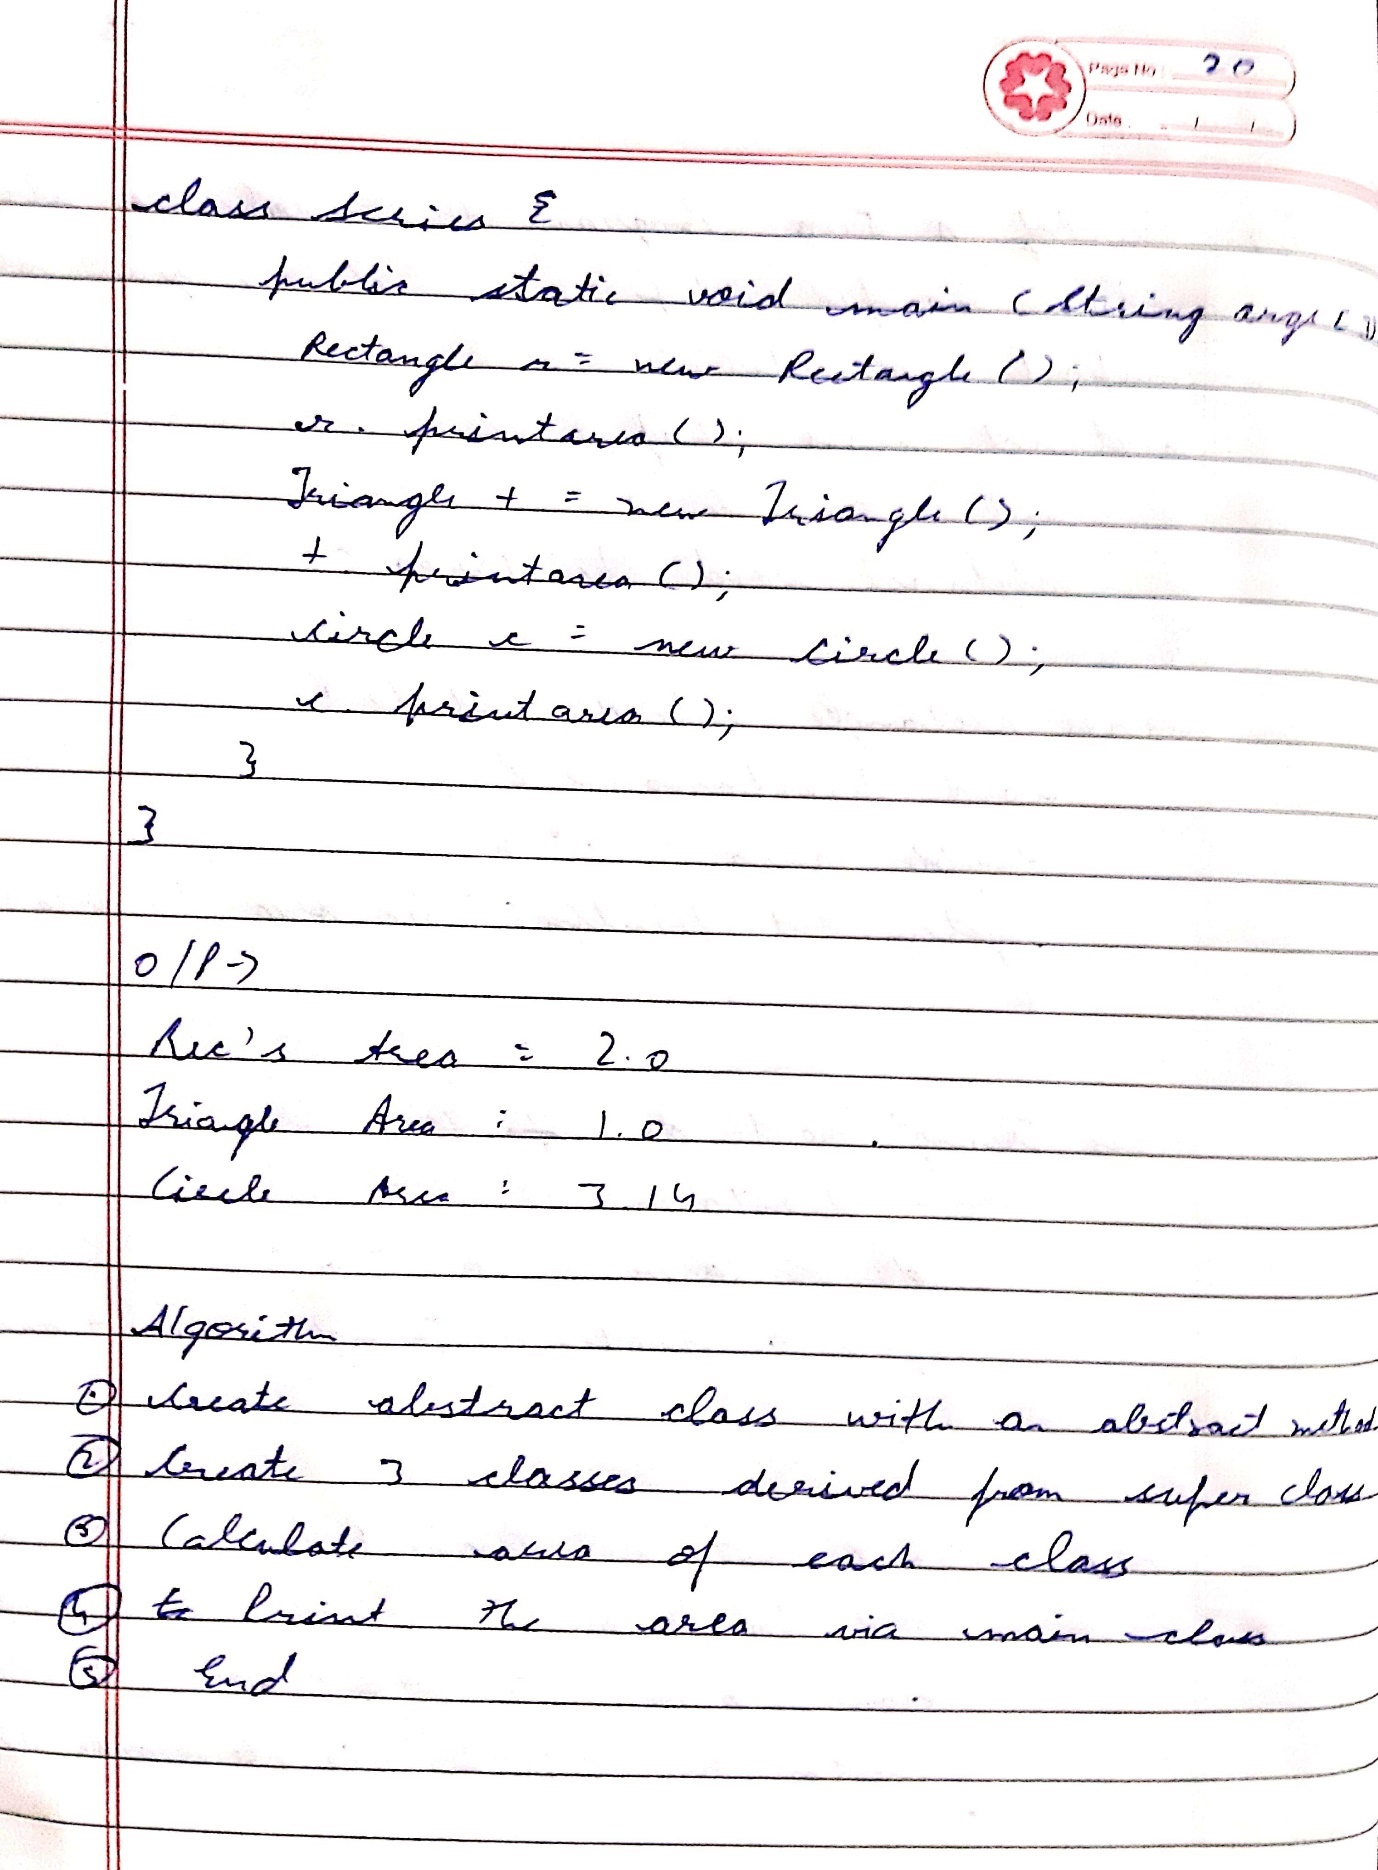 Page No : 20
Date . / /
class series {
public static void main (String args [])
Rectangle r = new Rectangle ();
r. printarea ();
Triangle t = new Triangle ();
t. printarea ();
circle c = new circle ();
c. printarea ();
}
}
O/P->
Rec's Area = 2.0
Triangle Area : 1.0
Circle Area : 3.14
Algorithm
① Create abstract class with an abstract method
② Create 3 classes derived from super class
③ Calculate area of each class
④ to Print the area via main class
⑤ End